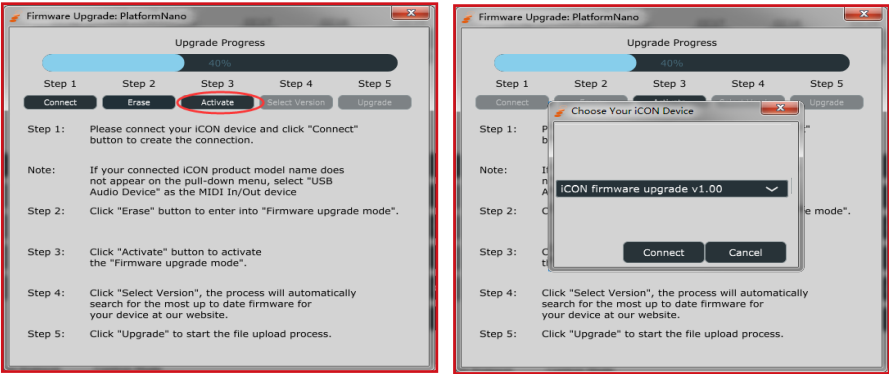 Firmware Upgrade: PlatformNano
Upgrade Progress
40%
Step 1 Step 2 Step 3 Step 4 Step 5
Connect Erase Activate Select Version Upgrade
Step 1: Please connect your iCON device and click "Connect"
button to create the connection.
Note: If your connected iCON product model name does
not appear on the pull-down menu, select "USB
Audio Device" as the MIDI In/Out device
Step 2: Click "Erase" button to enter into "Firmware upgrade mode".
Step 3: Click "Activate" button to activate
the "Firmware upgrade mode".
Step 4: Click "Select Version", the process will automatically
search for the most up to date firmware for
your device at our website.
Step 5: Click "Upgrade" to start the file upload process.
Firmware Upgrade: PlatformNano
Upgrade Progress
40%
Step 1 Step 2 Step 3 Step 4 Step 5
Connect Upgrade
Choose Your iCON Device
Step 1:
Note:
iCON firmware upgrade v1.00
Step 2: e mode".
Step 3:
Connect Cancel
Step 4: Click "Select Version", the process will automatically
search for the most up to date firmware for
your device at our website.
Step 5: Click "Upgrade" to start the file upload process.